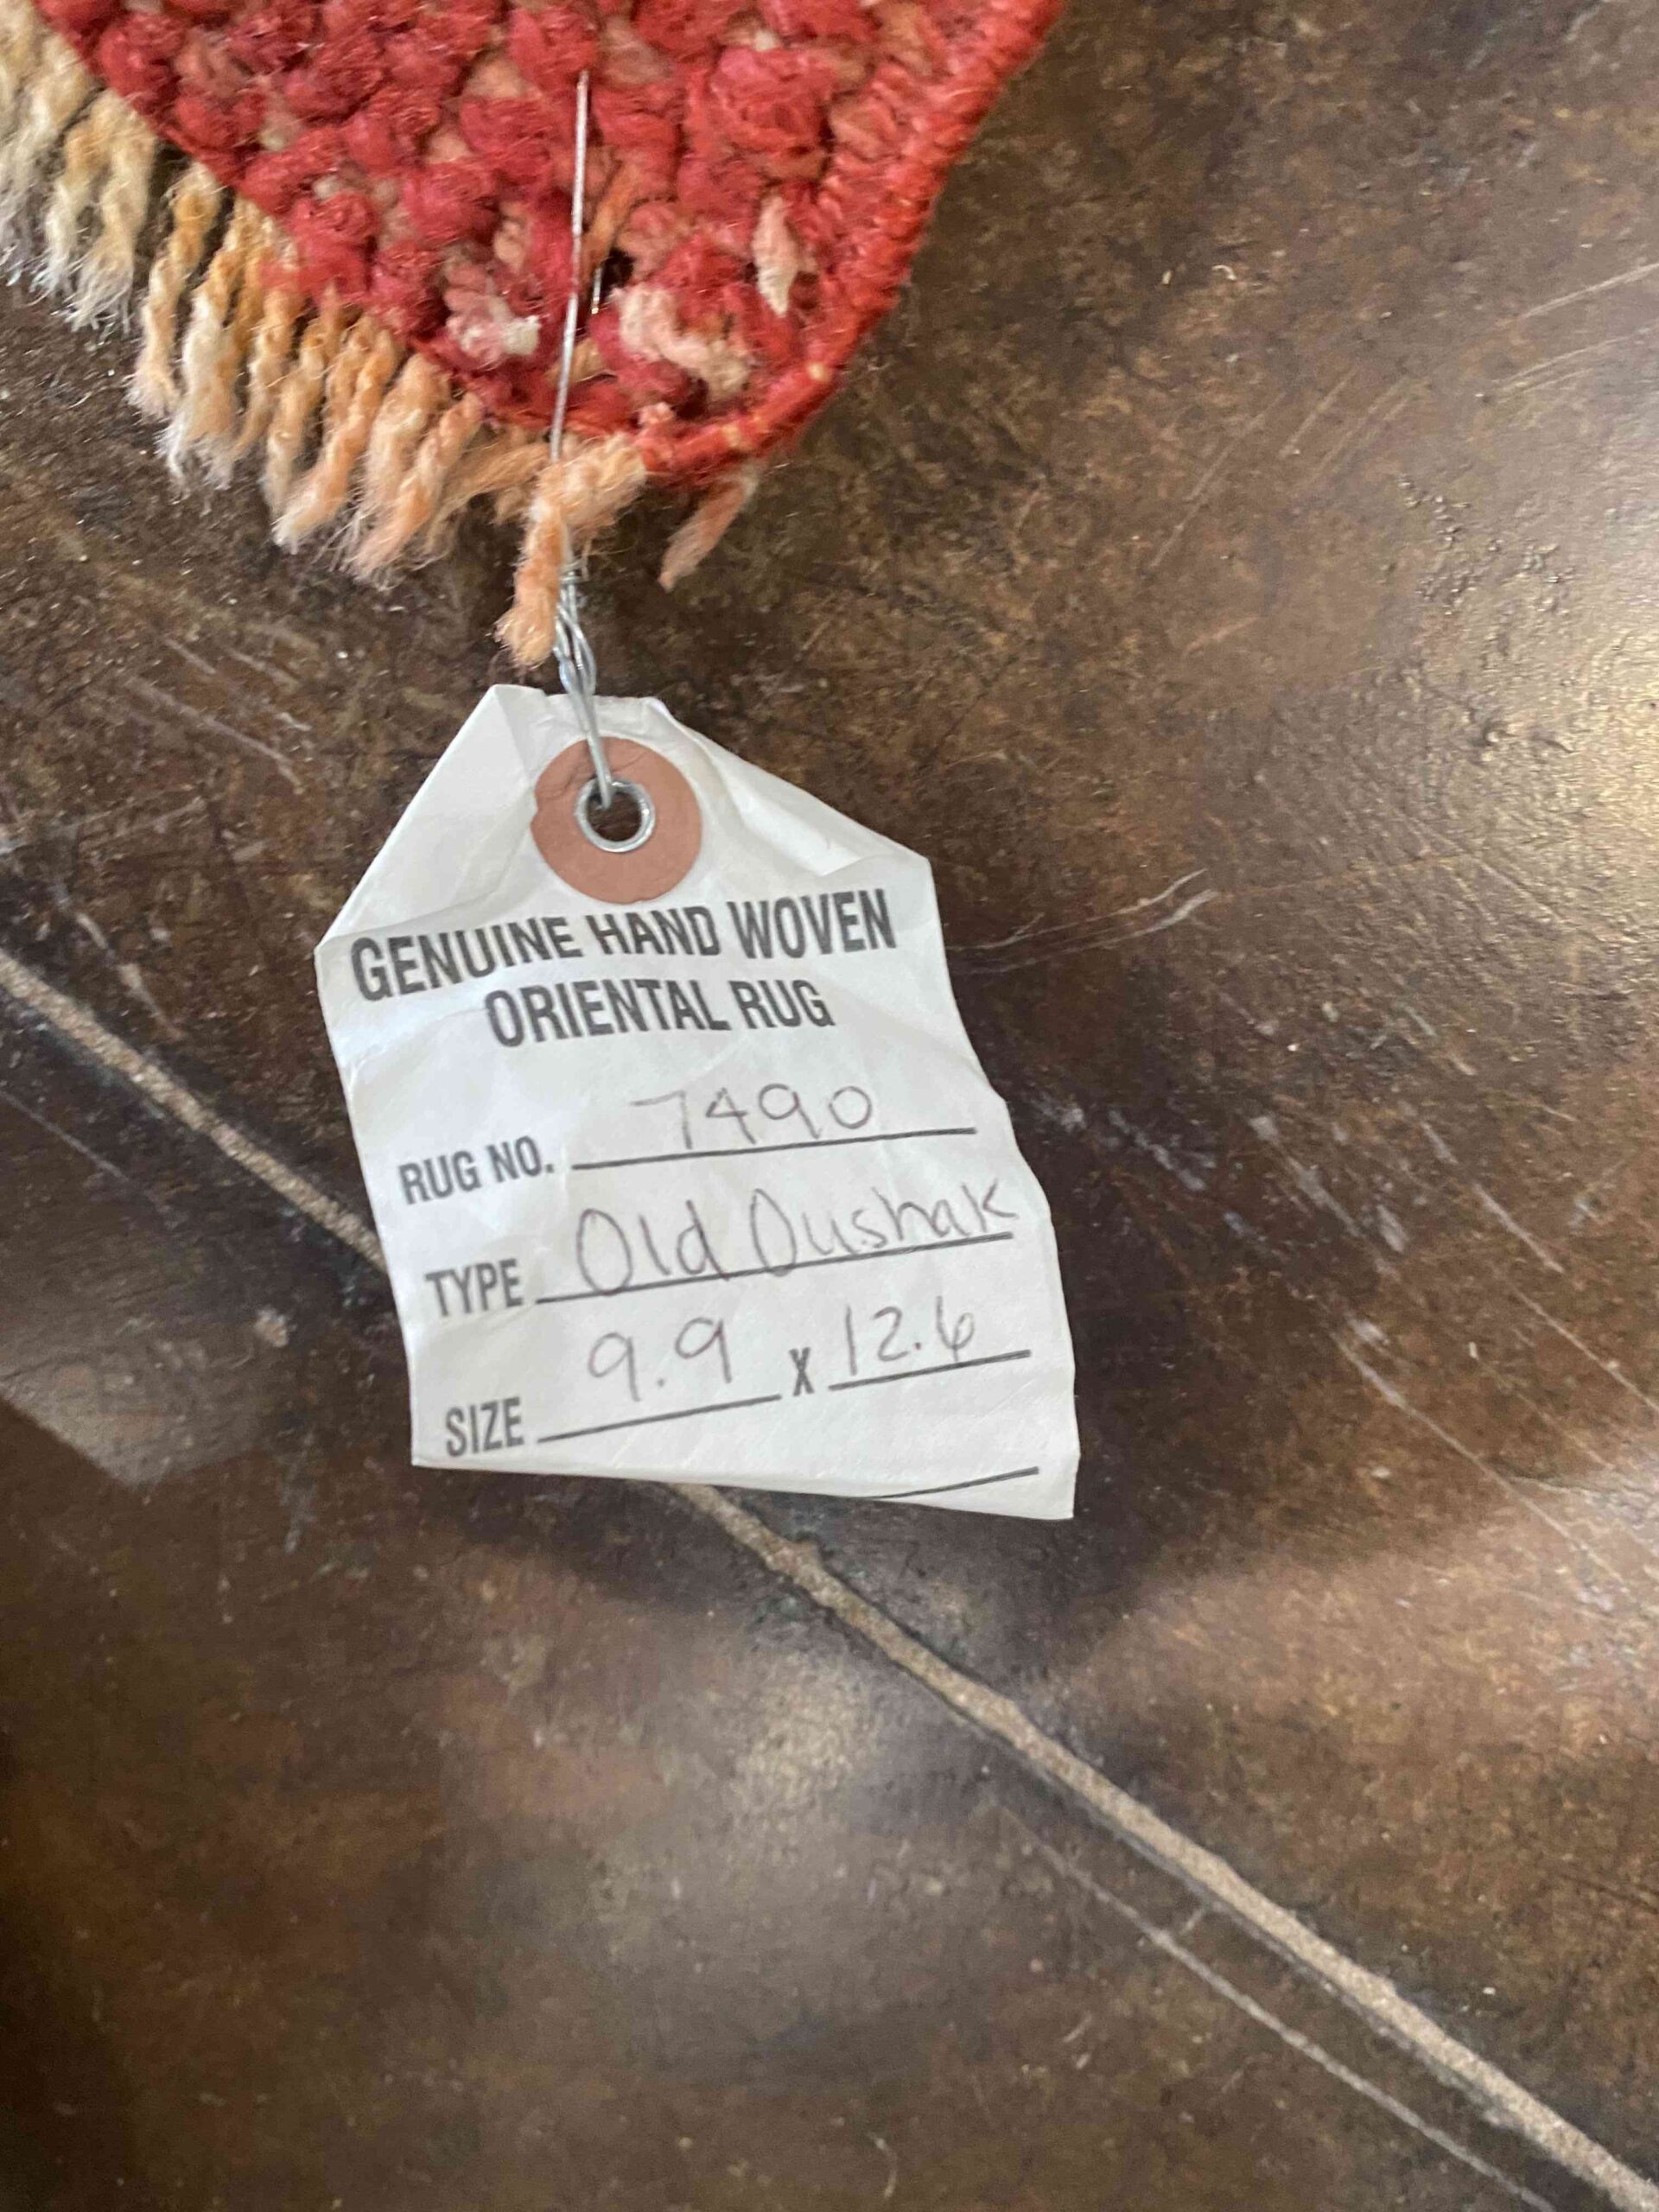 GENUINE HAND WOVEN
ORIENTAL RUG
RUG NO. 7490
TYPE Old Oushak
SIZE 9.9 x 12.6